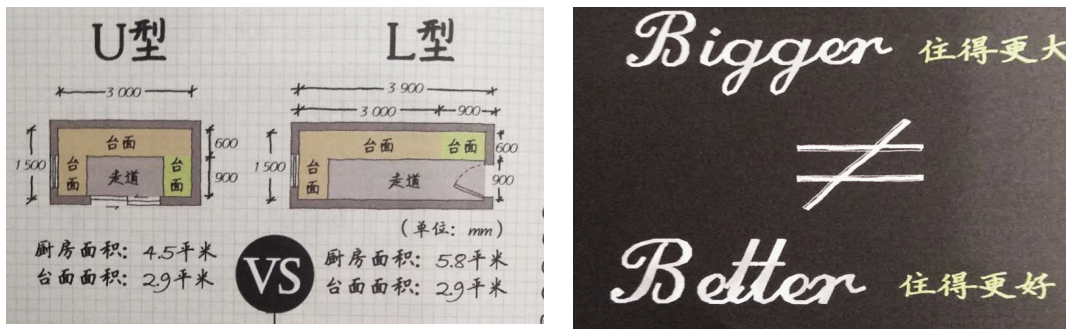 U型
3 000
台面
台面
台面
走道
1 500
600
900
厨房面积：4.5平米
台面面积：2.9平米
VS
L型
3 900
3 000
900
台面
台面
台面
走道
1 500
600
900
(单位：mm)
厨房面积：5.8平米
台面面积：2.9平米
Bigger 住得更大
≠
Better 住得更好